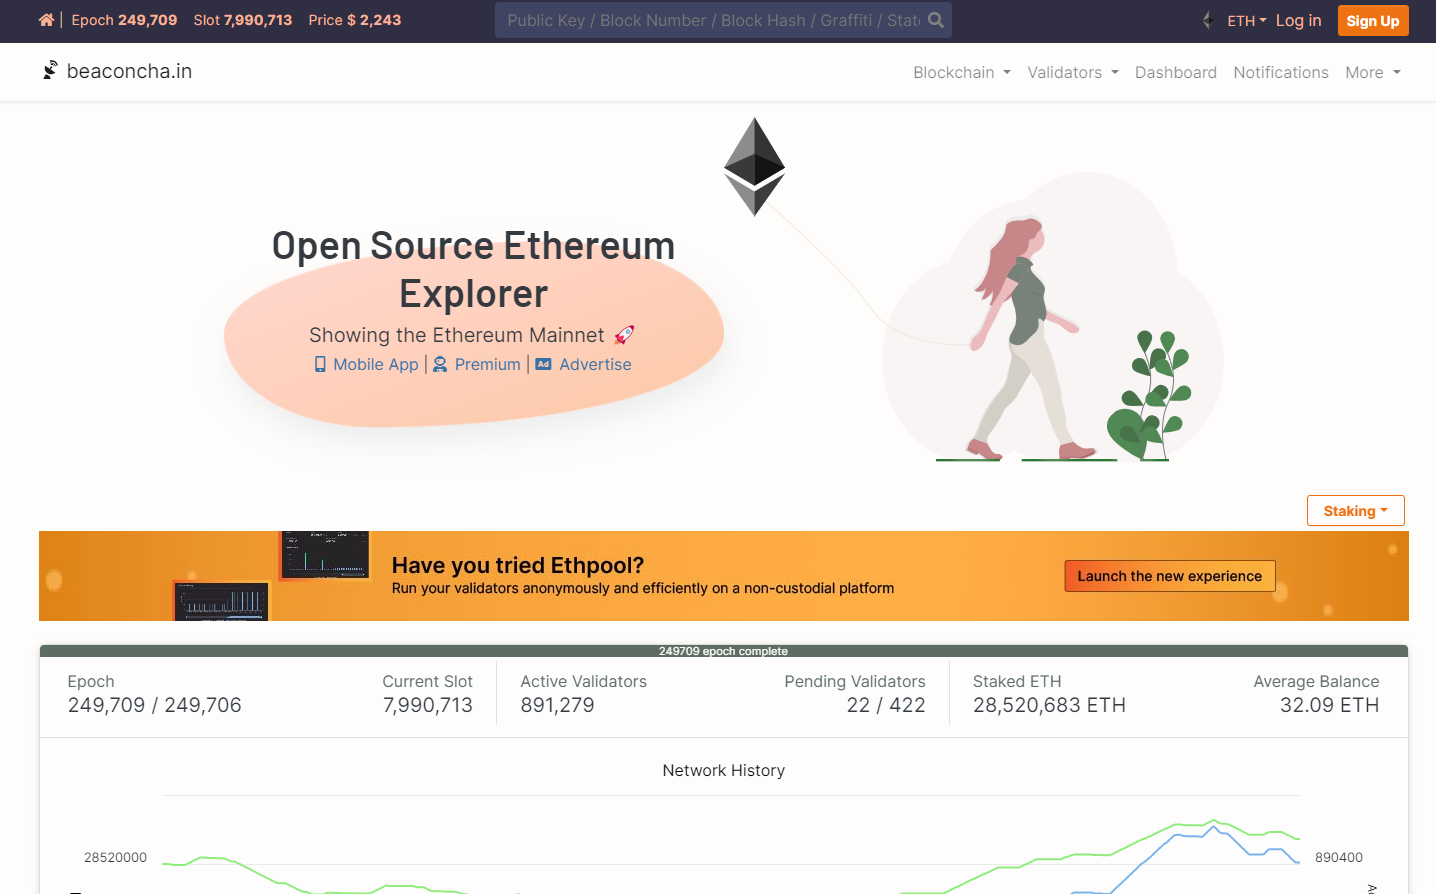 Epoch 249,709 Slot 7,990,713 Price $ 2,243
Public Key / Block Number / Block Hash / Graffiti / State
ETH Log in Sign Up
beaconcha.in
Blockchain Validators Dashboard Notifications More
Open Source Ethereum
Explorer
Showing the Ethereum Mainnet 🚀
Mobile App | Premium | Ad Advertise
Staking
Have you tried Ethpool?
Run your validators anonymously and efficiently on a non-custodial platform
Launch the new experience
249709 epoch complete
Epoch Current Slot Active Validators Pending Validators Staked ETH Average Balance
249,709 / 249,706 7,990,713 891,279 22 / 422 28,520,683 ETH 32.09 ETH
Network History
28520000 890400